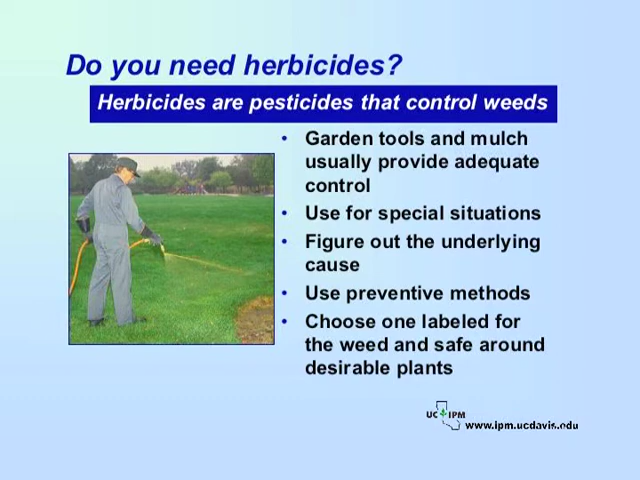 Do you need herbicides?
Herbicides are pesticides that control weeds
• Garden tools and mulch
usually provide adequate
control
• Use for special situations
• Figure out the underlying
cause
• Use preventive methods
• Choose one labeled for
the weed and safe around
desirable plants
UC IPM
www.ipm.ucdavis.edu